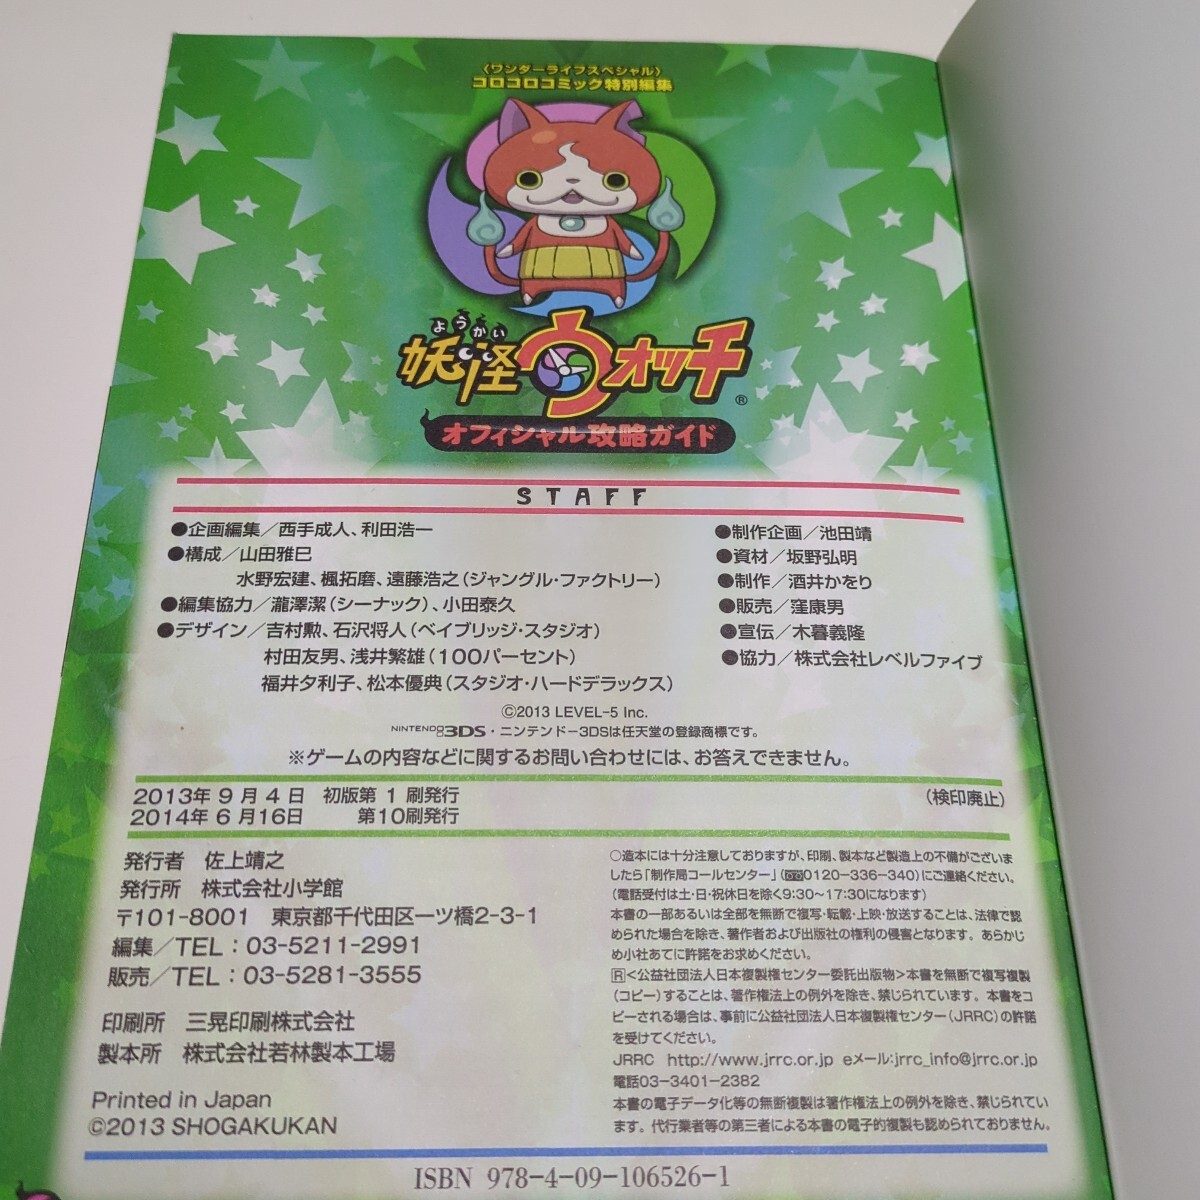 〈ワンダーライフスペシャル〉
コロコロコミック特別編集
ようかい
妖怪ウォッチ®
オフィシャル攻略ガイド
STAFF
●企画編集／西手成人、利田浩一
●構成／山田雅巳
水野宏建、楓拓磨、遠藤浩之(ジャングル・ファクトリー)
●編集協力／瀧澤潔(シーナック)、小田泰久
●デザイン／吉村勲、石沢将人(ベイブリッジ・スタジオ)
村田友男、浅井繁雄(100パーセント)
福井夕利子、松本優典(スタジオ・ハードデラックス)
●制作企画／池田靖
●資材／坂野弘明
●制作／酒井かをり
●販売／窪康男
●宣伝／木暮義隆
●協力／株式会社レベルファイブ
©2013 LEVEL-5 Inc.
NINTENDO3DS・ニンテンドー3DSは任天堂の登録商標です。
※ゲームの内容などに関するお問い合わせには、お答えできません。
2013年 9月 4日 初版第 1 刷発行
2014年 6月16日 第10刷発行
(検印廃止)
発行者 佐上靖之
発行所 株式会社小学館
〒101-8001 東京都千代田区一ツ橋2-3-1
編集/TEL：03-5211-2991
販売/TEL：03-5281-3555
印刷所 三晃印刷株式会社
製本所 株式会社若林製本工場
Printed in Japan
©2013 SHOGAKUKAN
○造本には十分注意しておりますが、印刷、製本など製造上の不備がございま
したら「制作局コールセンター」(0120-336-340)にご連絡ください。
(電話受付は土・日・祝休日を除く9:30〜17:30になります)
本書の一部あるいは全部を無断で複写・転載・上映・放送することは、法律で認
められた場合を除き、著作者および出版社の権利の侵害となります。あらかじ
め小社あてに許諾をお求めください。
R<公益社団法人日本複製権センター委託出版物>本書を無断で複写複製
(コピー)することは、著作権法上の例外を除き、禁じられています。本書をコ
ピーされる場合は、事前に公益社団法人日本複製権センター(JRRC)の許諾
を受けてください。
JRRC http://www.jrrc.or.jp eメール:jrrc_info@jrrc.or.jp
電話03-3401-2382
本書の電子データ化等の無断複製は著作権法上の例外を除き、禁じられていま
す。代行業者等の第三者による本書の電子的複製も認められておりません。
ISBN 978-4-09-106526-1